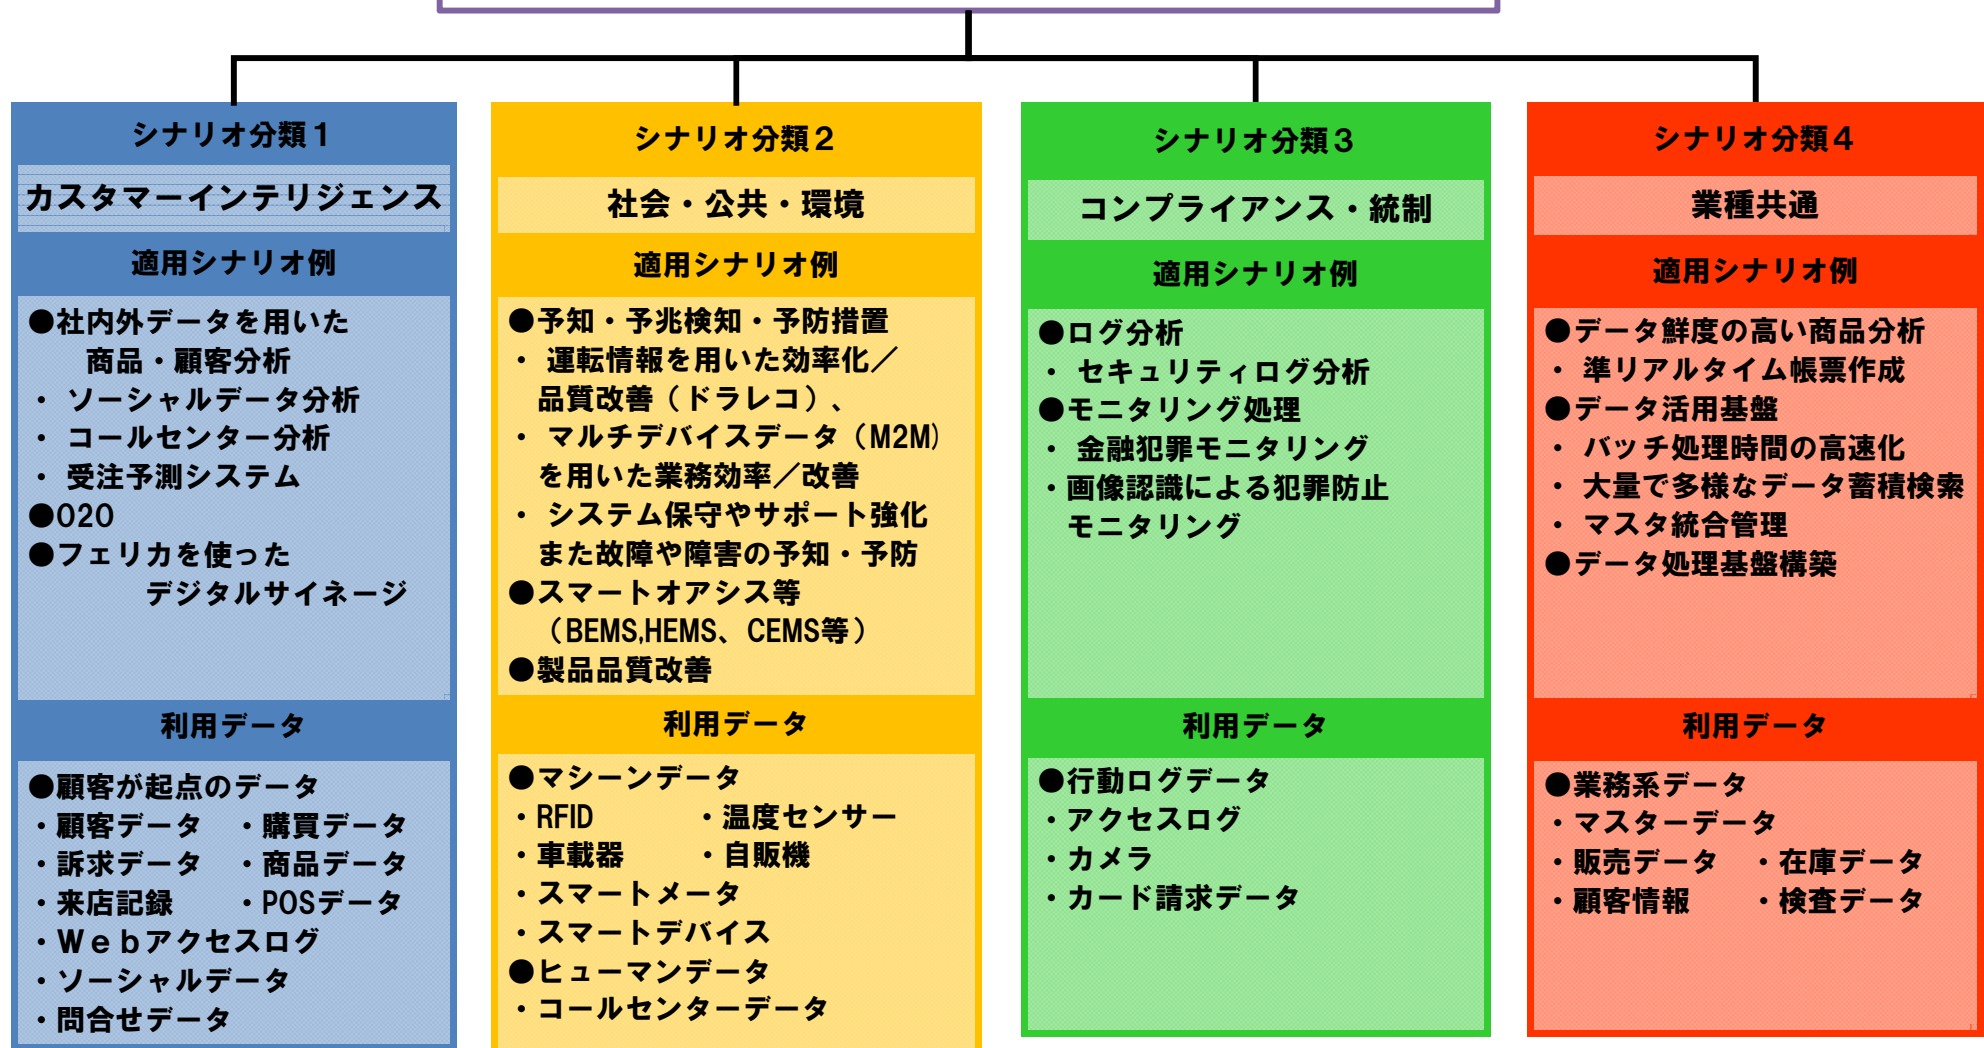 シナリオ分類１
カスタマーインテリジェンス
適用シナリオ例
●社内外データを用いた
商品・顧客分析
・ ソーシャルデータ分析
・ コールセンター分析
・ 受注予測システム
●O2O
●フェリカを使った
デジタルサイネージ
利用データ
●顧客が起点のデータ
・顧客データ ・購買データ
・訴求データ ・商品データ
・来店記録 ・POSデータ
・Ｗｅｂアクセスログ
・ソーシャルデータ
・問合せデータ
シナリオ分類２
社会・公共・環境
適用シナリオ例
●予知・予兆検知・予防措置
・ 運転情報を用いた効率化／
品質改善（ドラレコ）、
・ マルチデバイスデータ（M2M)
を用いた業務効率／改善
・ システム保守やサポート強化
また故障や障害の予知・予防
●スマートオアシス等
（BEMS,HEMS、CEMS等）
●製品品質改善
利用データ
●マシーンデータ
・RFID ・温度センサー
・車載器 ・自販機
・スマートメータ
・スマートデバイス
●ヒューマンデータ
・コールセンターデータ
シナリオ分類３
コンプライアンス・統制
適用シナリオ例
●ログ分析
・ セキュリティログ分析
●モニタリング処理
・ 金融犯罪モニタリング
・画像認識による犯罪防止
モニタリング
利用データ
●行動ログデータ
・アクセスログ
・カメラ
・カード請求データ
シナリオ分類４
業種共通
適用シナリオ例
●データ鮮度の高い商品分析
・ 準リアルタイム帳票作成
●データ活用基盤
・ バッチ処理時間の高速化
・ 大量で多様なデータ蓄積検索
・ マスタ統合管理
●データ処理基盤構築
利用データ
●業務系データ
・マスターデータ
・販売データ ・在庫データ
・顧客情報 ・検査データ